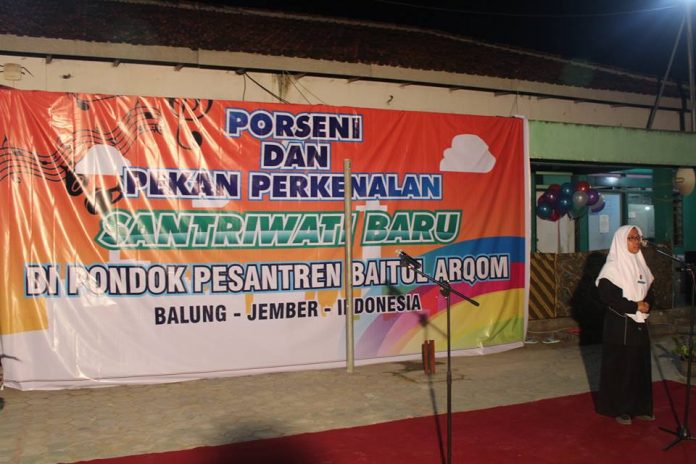 PORSENI
DAN
PEKAN PERKENALAN
SANTRIWATI BARU
DI PONDOK PESANTREN BAITUL ARQOM
BALUNG - JEMBER - INDONESIA